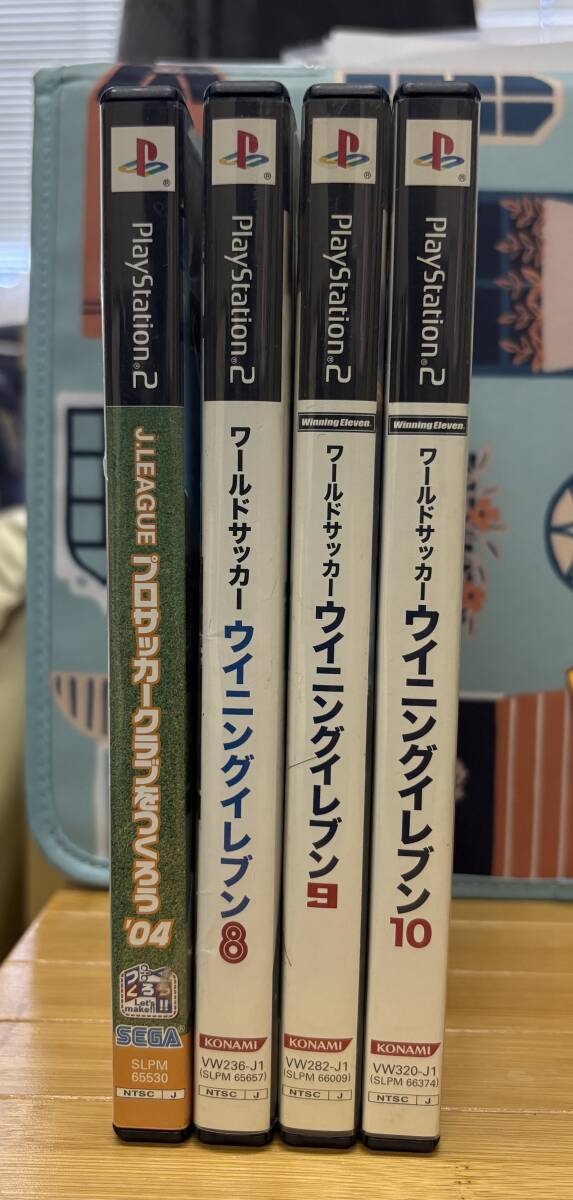 PlayStation®2
J.LEAGUE プロサッカークラブをつくろう '04
つくろう
Let's make!!
SEGA
SLPM
65530
NTSC J
PlayStation®2
ワールドサッカー ウイニングイレブン 8
KONAMI
VW236-J1
(SLPM 65657)
NTSC J
PlayStation®2
Winning Eleven
ワールドサッカー ウイニングイレブン 9
KONAMI
VW282-J1
(SLPM 66009)
NTSC J
PlayStation®2
Winning Eleven
ワールドサッカー ウイニングイレブン 10
KONAMI
VW320-J1
(SLPM 66374)
NTSC J